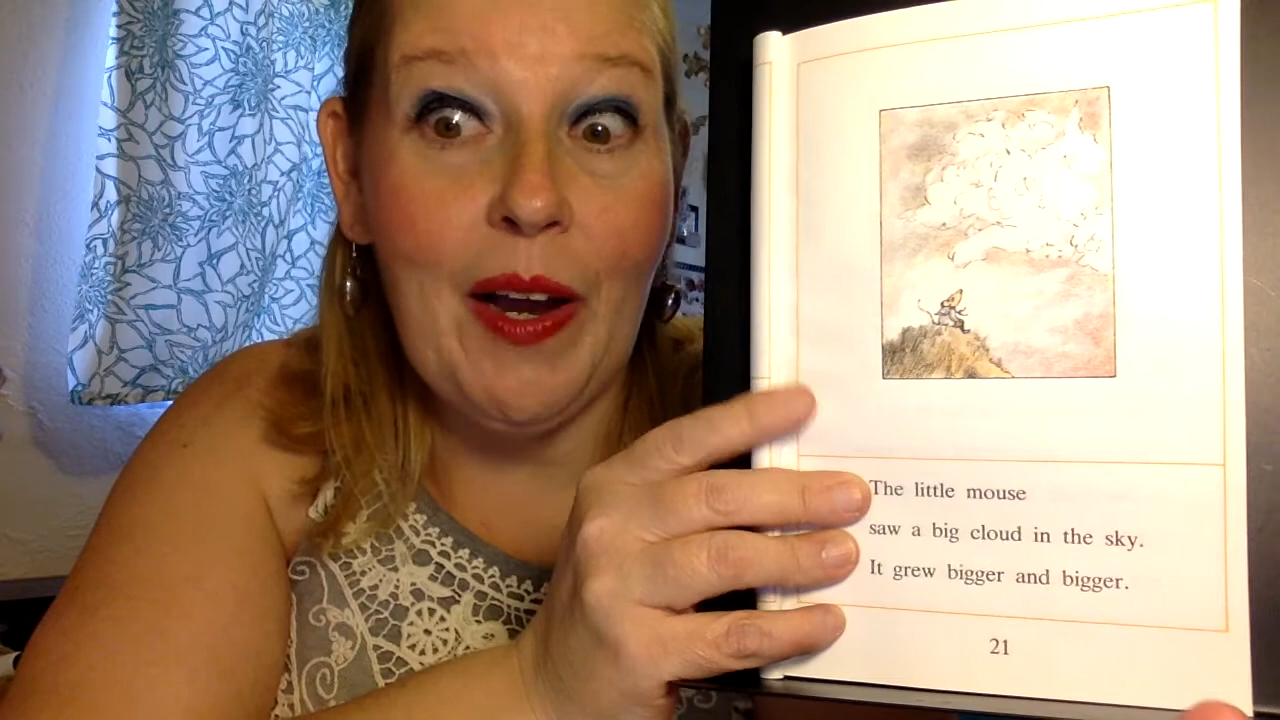 The little mouse
saw a big cloud in the sky.
It grew bigger and bigger.
21